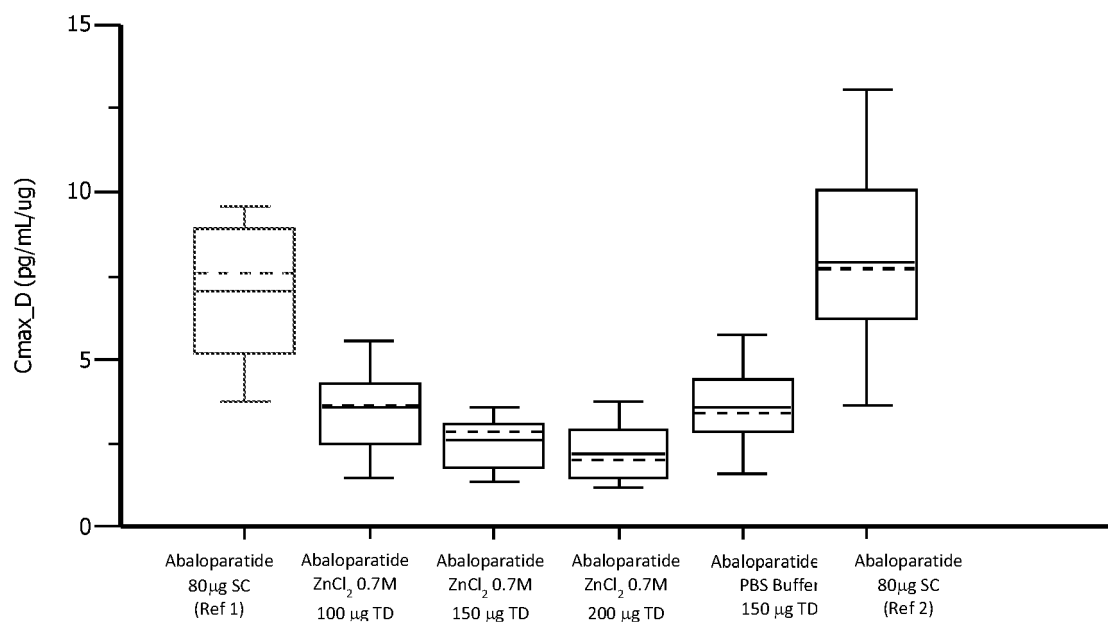 15
10
5
0
Cmax_D (pg/mL/ug)
Abaloparatide
80µg SC
(Ref 1)
Abaloparatide
ZnCl₂ 0.7M
100 µg TD
Abaloparatide
ZnCl₂ 0.7M
150 µg TD
Abaloparatide
ZnCl₂ 0.7M
200 µg TD
Abaloparatide
PBS Buffer
150 µg TD
Abaloparatide
80µg SC
(Ref 2)